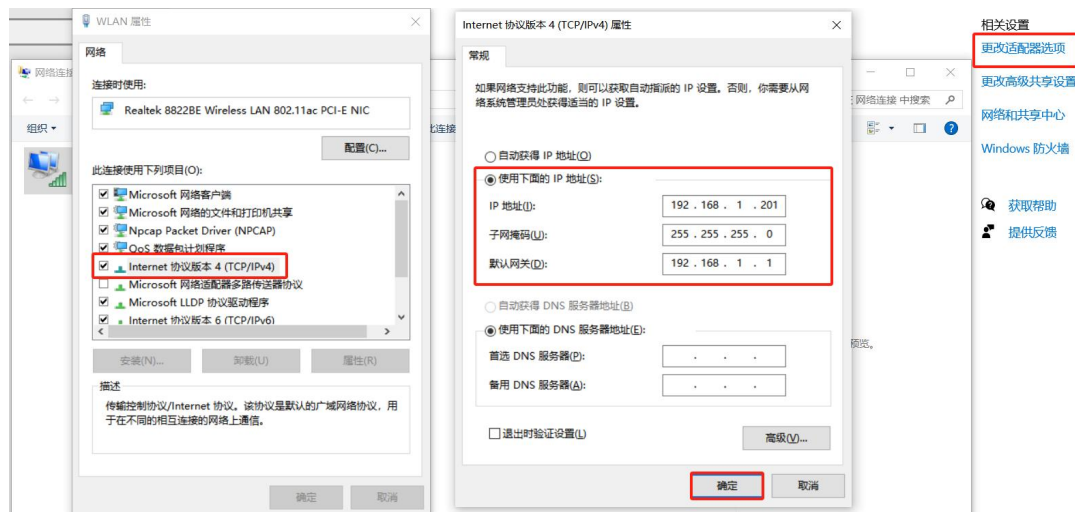 WLAN 属性
网络
连接时使用:
Realtek 8822BE Wireless LAN 802.11ac PCI-E NIC
配置(C)...
此连接使用下列项目(O):
Microsoft 网络客户端
Microsoft 网络的文件和打印机共享
Npcap Packet Driver (NPCAP)
QoS 数据包计划程序
Internet 协议版本 4 (TCP/IPv4)
Microsoft 网络适配器多路传送器协议
Microsoft LLDP 协议驱动程序
Internet 协议版本 6 (TCP/IPv6)
安装(N)...
卸载(U)
属性(R)
描述
传输控制协议/Internet 协议。该协议是默认的广域网络协议，用
于在不同的相互连接的网络上通信。
确定
取消
Internet 协议版本 4 (TCP/IPv4) 属性
常规
如果网络支持此功能，则可以获取自动指派的 IP 设置。否则，你需要从网
络系统管理员处获得适当的 IP 设置。
自动获得 IP 地址(O)
使用下面的 IP 地址(S):
IP 地址(I):
192 . 168 . 1 . 201
子网掩码(U):
255 . 255 . 255 . 0
默认网关(D):
192 . 168 . 1 . 1
自动获得 DNS 服务器地址(B)
使用下面的 DNS 服务器地址(E):
首选 DNS 服务器(P):
. . .
备用 DNS 服务器(A):
. . .
退出时验证设置(L)
高级(V)...
确定
取消
网络连接
组织
此连接
网络连接 中搜索
预览。
相关设置
更改适配器选项
更改高级共享设置
网络和共享中心
Windows 防火墙
获取帮助
提供反馈